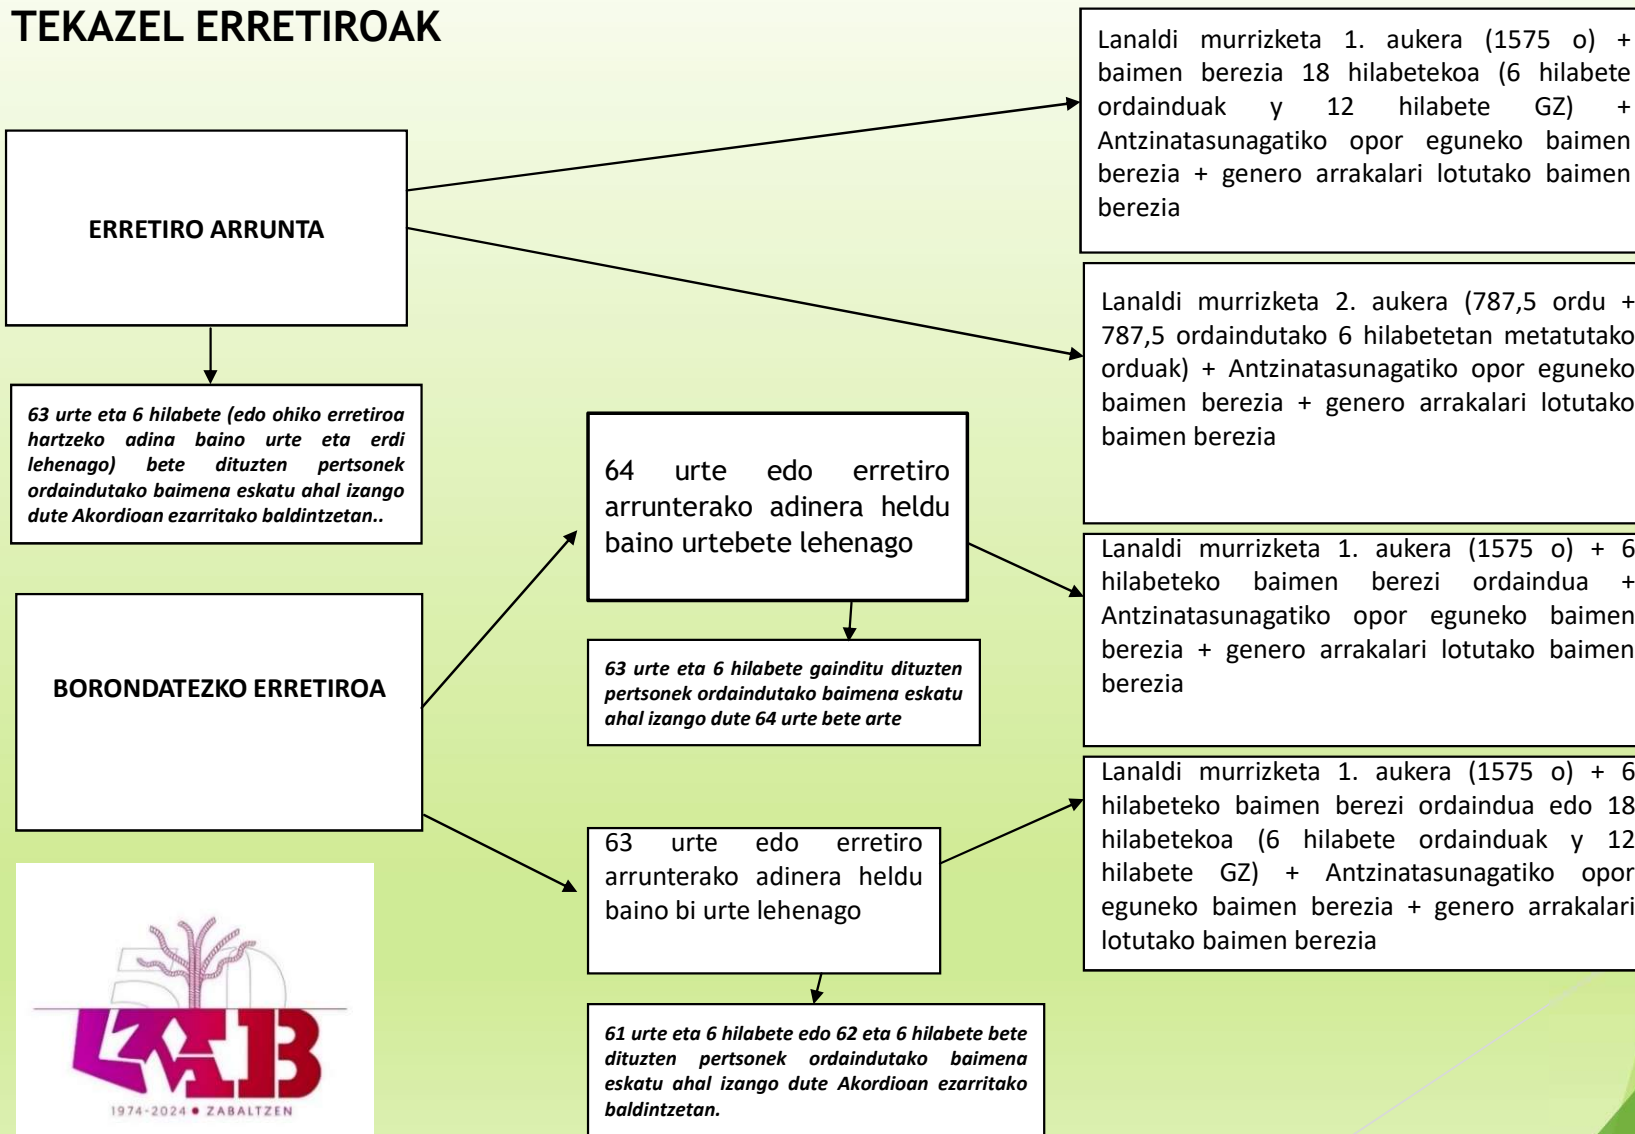 TEKAZEL ERRETIROAK
ERRETIRO ARRUNTA
63 urte eta 6 hilabete (edo ohiko erretiroa
hartzeko adina baino urte eta erdi
lehenago) bete dituzten pertsonek
ordaindutako baimena eskatu ahal izango
dute Akordioan ezarritako baldintzetan..
BORONDATEZKO ERRETIROA
64 urte edo erretiro
arrunterako adinera heldu
baino urtebete lehenago
63 urte eta 6 hilabete gainditu dituzten
pertsonek ordaindutako baimena eskatu
ahal izango dute 64 urte bete arte
63 urte edo erretiro
arrunterako adinera heldu
baino bi urte lehenago
61 urte eta 6 hilabete edo 62 eta 6 hilabete bete
dituzten pertsonek ordaindutako baimena
eskatu ahal izango dute Akordioan ezarritako
baldintzetan.
Lanaldi murrizketa 1. aukera (1575 o) +
baimen berezia 18 hilabetekoa (6 hilabete
ordainduak y 12 hilabete GZ) +
Antzinatasunagatiko opor eguneko baimen
berezia + genero arrakalari lotutako baimen
berezia
Lanaldi murrizketa 2. aukera (787,5 ordu +
787,5 ordaindutako 6 hilabetetan metatutako
orduak) + Antzinatasunagatiko opor eguneko
baimen berezia + genero arrakalari lotutako
baimen berezia
Lanaldi murrizketa 1. aukera (1575 o) + 6
hilabeteko baimen berezi ordaindua +
Antzinatasunagatiko opor eguneko baimen
berezia + genero arrakalari lotutako baimen
berezia
Lanaldi murrizketa 1. aukera (1575 o) + 6
hilabeteko baimen berezi ordaindua edo 18
hilabetekoa (6 hilabete ordainduak y 12
hilabete GZ) + Antzinatasunagatiko opor
eguneko baimen berezia + genero arrakalari
lotutako baimen berezia
50
LAB
1974-2024 ● ZABALTZEN